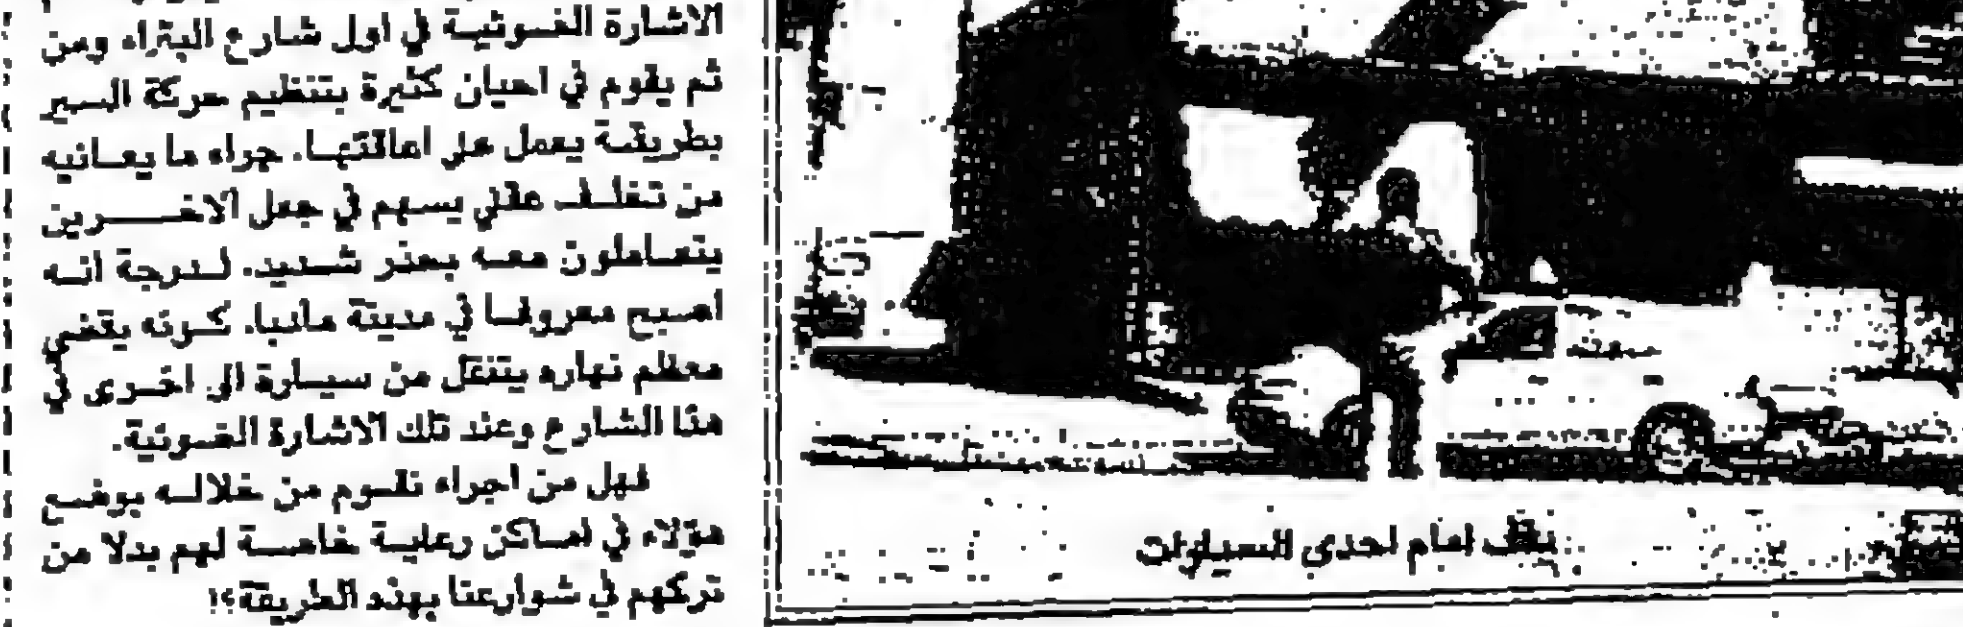 الاشارة الضوئية في اول شارع البتراء ومن
ثم يقوم في احيان كثيرة بتنظيم حركة السير
بطريقة يعمل على اعاقتها. جراء ما يعانيه
من تخلف عقلي يسهم في جعل الاخرين
يتعاملون معه بحذر شديد. لدرجة انه
اصبح معروفا في مدينة مادبا. كونه يقضي
معظم نهاره يتنقل من سيارة الى اخرى في
هذا الشارع وعند تلك الاشارة الضوئية.
فهل من اجراء نقوم من خلاله بوضع
هؤلاء في اماكن رعاية خاصة لهم بدلا من
تركهم في شوارعنا بهذه الطريقة؟!
يقف امام احدى السيارات